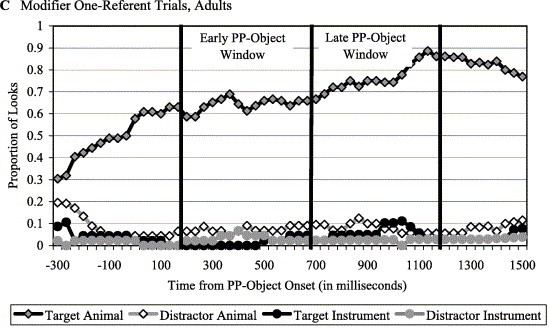 C Modifier One-Referent Trials, Adults
1
0.9
0.8
0.7
0.6
0.5
0.4
0.3
0.2
0.1
0
Proportion of Looks
Early PP-Object
Window
Late PP-Object
Window
-300 -100 100 300 500 700 900 1100 1300 1500
Time from PP-Object Onset (in milliseconds)
Target Animal Distractor Animal Target Instrument Distractor Instrument